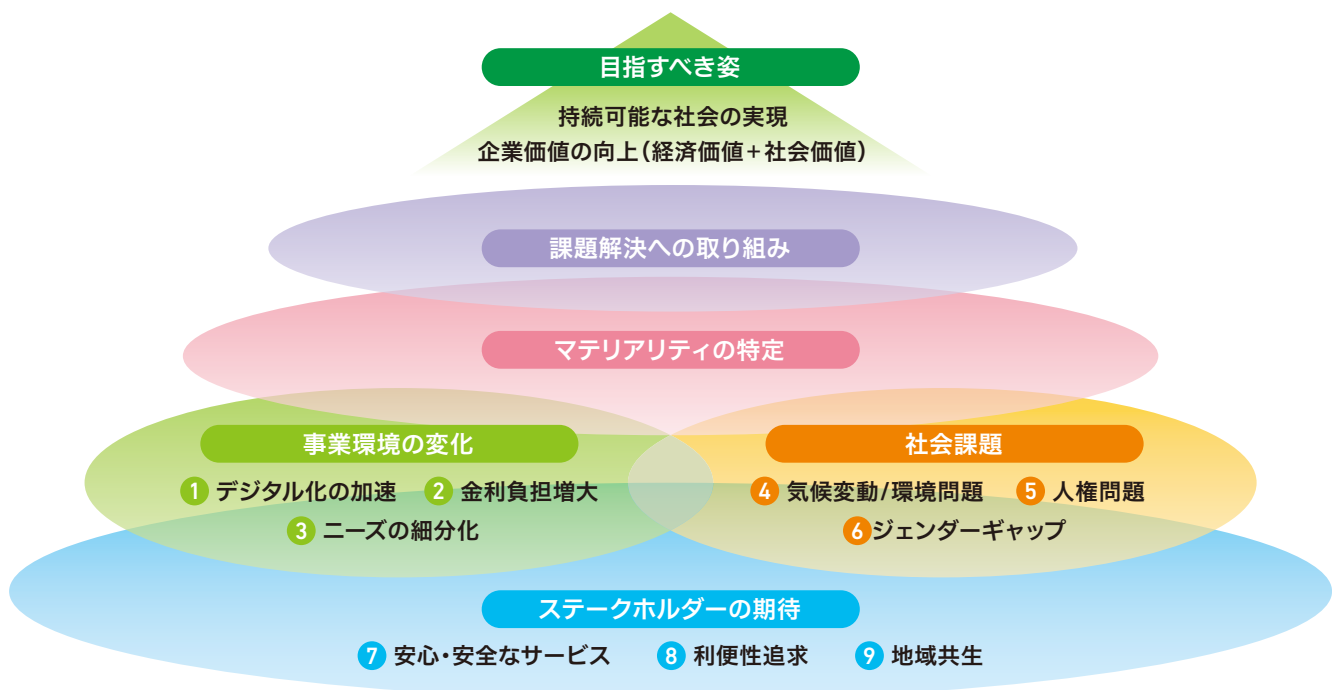 目指すべき姿
持続可能な社会の実現
企業価値の向上（経済価値＋社会価値）
課題解決への取り組み
マテリアリティの特定
事業環境の変化
1 デジタル化の加速 2 金利負担増大
3 ニーズの細分化
社会課題
4 気候変動/環境問題 5 人権問題
6 ジェンダーギャップ
ステークホルダーの期待
7 安心・安全なサービス 8 利便性追求 9 地域共生